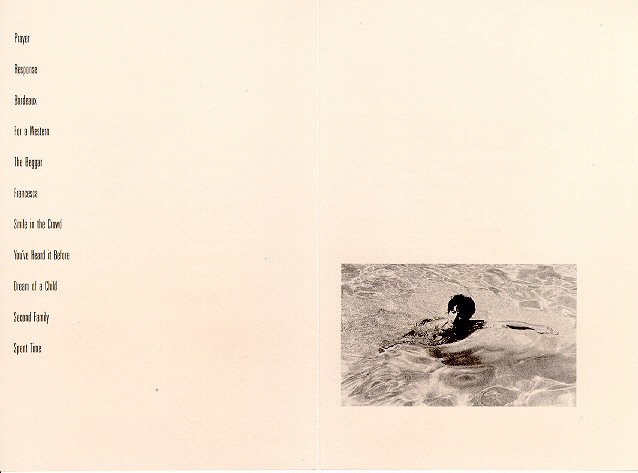 Prayer
Response
Bordeaux
For a Western
The Beggar
Francesca
Smile in the Crowd
You've Heard it Before
Dream of a Child
Second Family
Spent Time